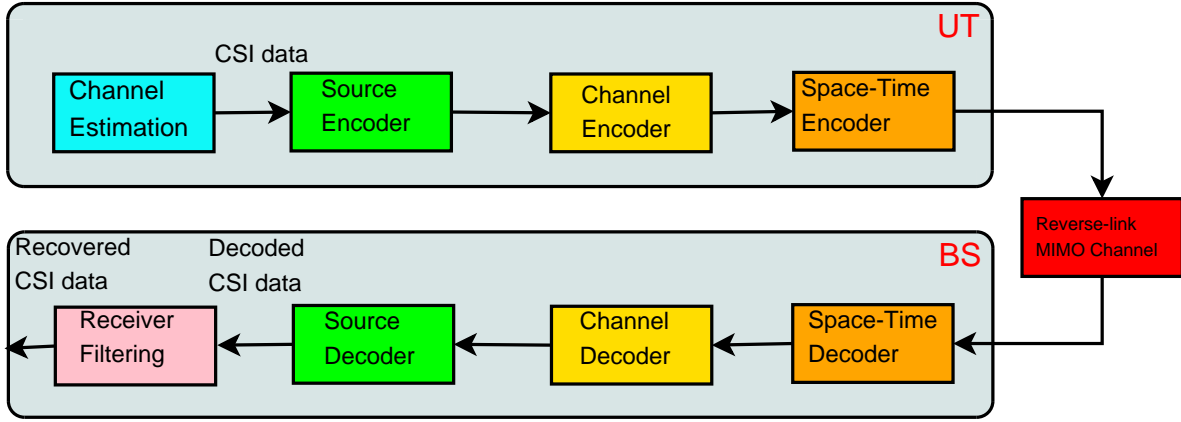 UT
CSI data
Channel
Estimation
Source
Encoder
Channel
Encoder
Space-Time
Encoder
Reverse-link
MIMO Channel
BS
Recovered
CSI data
Decoded
CSI data
Receiver
Filtering
Source
Decoder
Channel
Decoder
Space-Time
Decoder